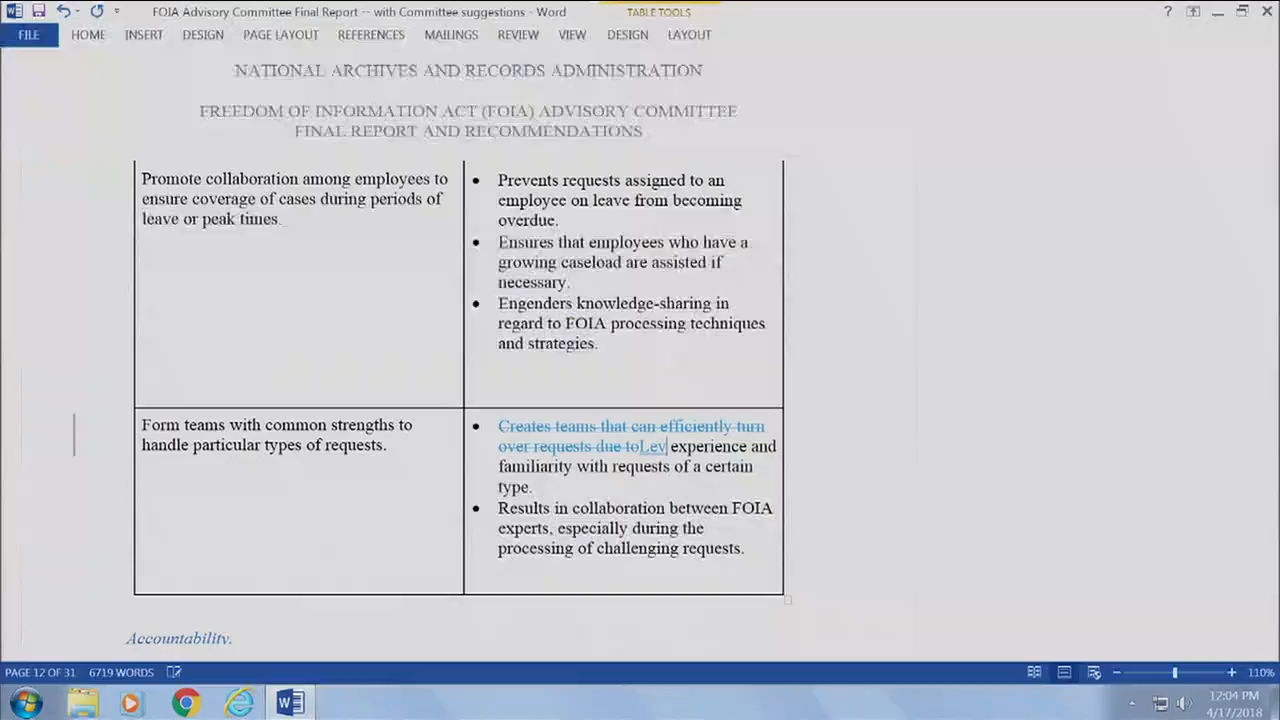 FOIA Advisory Committee Final Report -- with Committee suggestions - Word
TABLE TOOLS
?
FILE HOME INSERT DESIGN PAGE LAYOUT REFERENCES MAILINGS REVIEW VIEW DESIGN LAYOUT
NATIONAL ARCHIVES AND RECORDS ADMINISTRATION
FREEDOM OF INFORMATION ACT (FOIA) ADVISORY COMMITTEE
FINAL REPORT AND RECOMMENDATIONS
Promote collaboration among employees to
ensure coverage of cases during periods of
leave or peak times.
• Prevents requests assigned to an
employee on leave from becoming
overdue.
• Ensures that employees who have a
growing caseload are assisted if
necessary.
• Engenders knowledge-sharing in
regard to FOIA processing techniques
and strategies.
Form teams with common strengths to
handle particular types of requests.
• Creates teams that can efficiently turn
over requests due toLev experience and
familiarity with requests of a certain
type.
• Results in collaboration between FOIA
experts, especially during the
processing of challenging requests.
Accountability.
PAGE 12 OF 31 6719 WORDS
110%
12:04 PM
4/17/2018